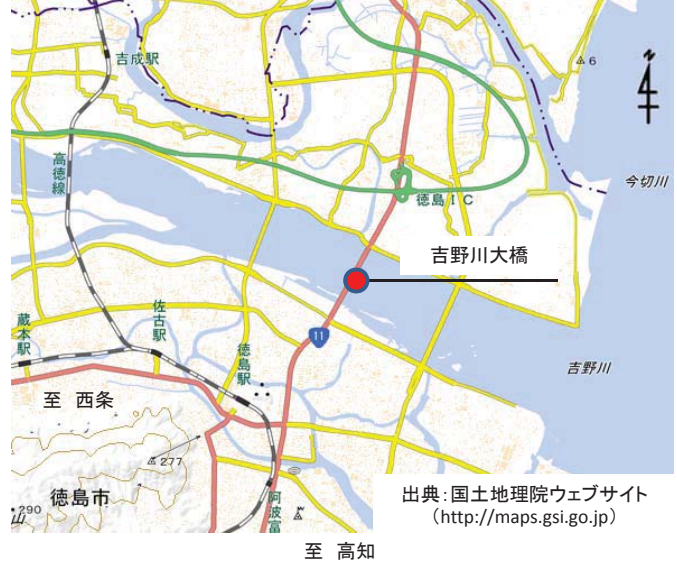 吉成駅
6
高徳線
今切川
徳島IC
吉野川大橋
蔵本駅
佐古駅
11
徳島駅
吉野川
至 西条
277
徳島市
290
山
阿波富
出典:国土地理院ウェブサイト
(http://maps.gsi.go.jp)
至 高知